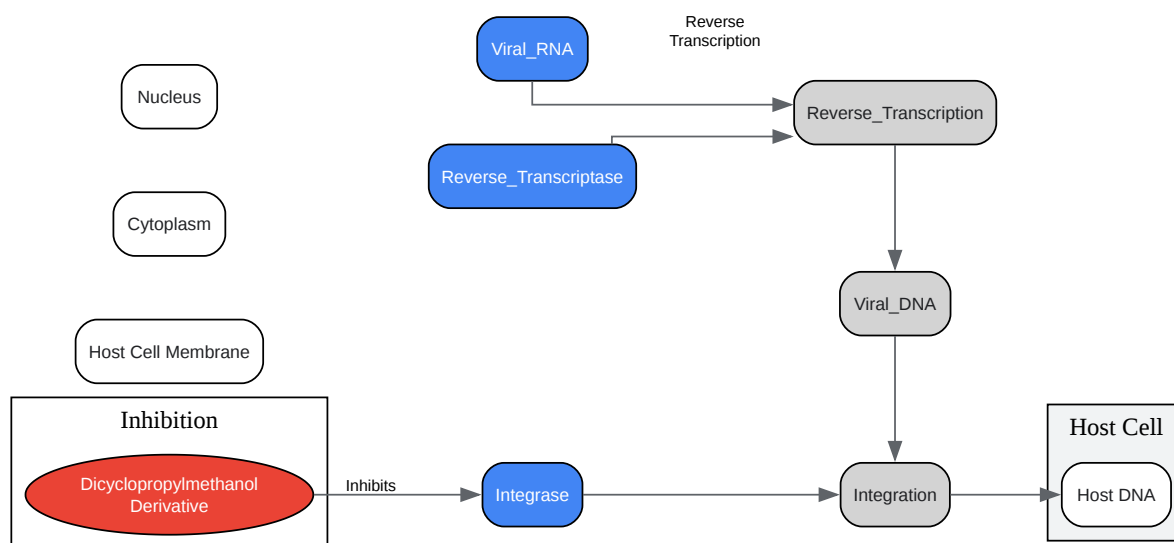 Reverse
Transcription
Viral_RNA
Nucleus
Reverse_Transcription
Reverse_Transcriptase
Cytoplasm
Viral_DNA
Host Cell Membrane
Inhibition
Host Cell
Dicyclopropylmethanol
Derivative
Inhibits
Integrase
Integration
Host DNA